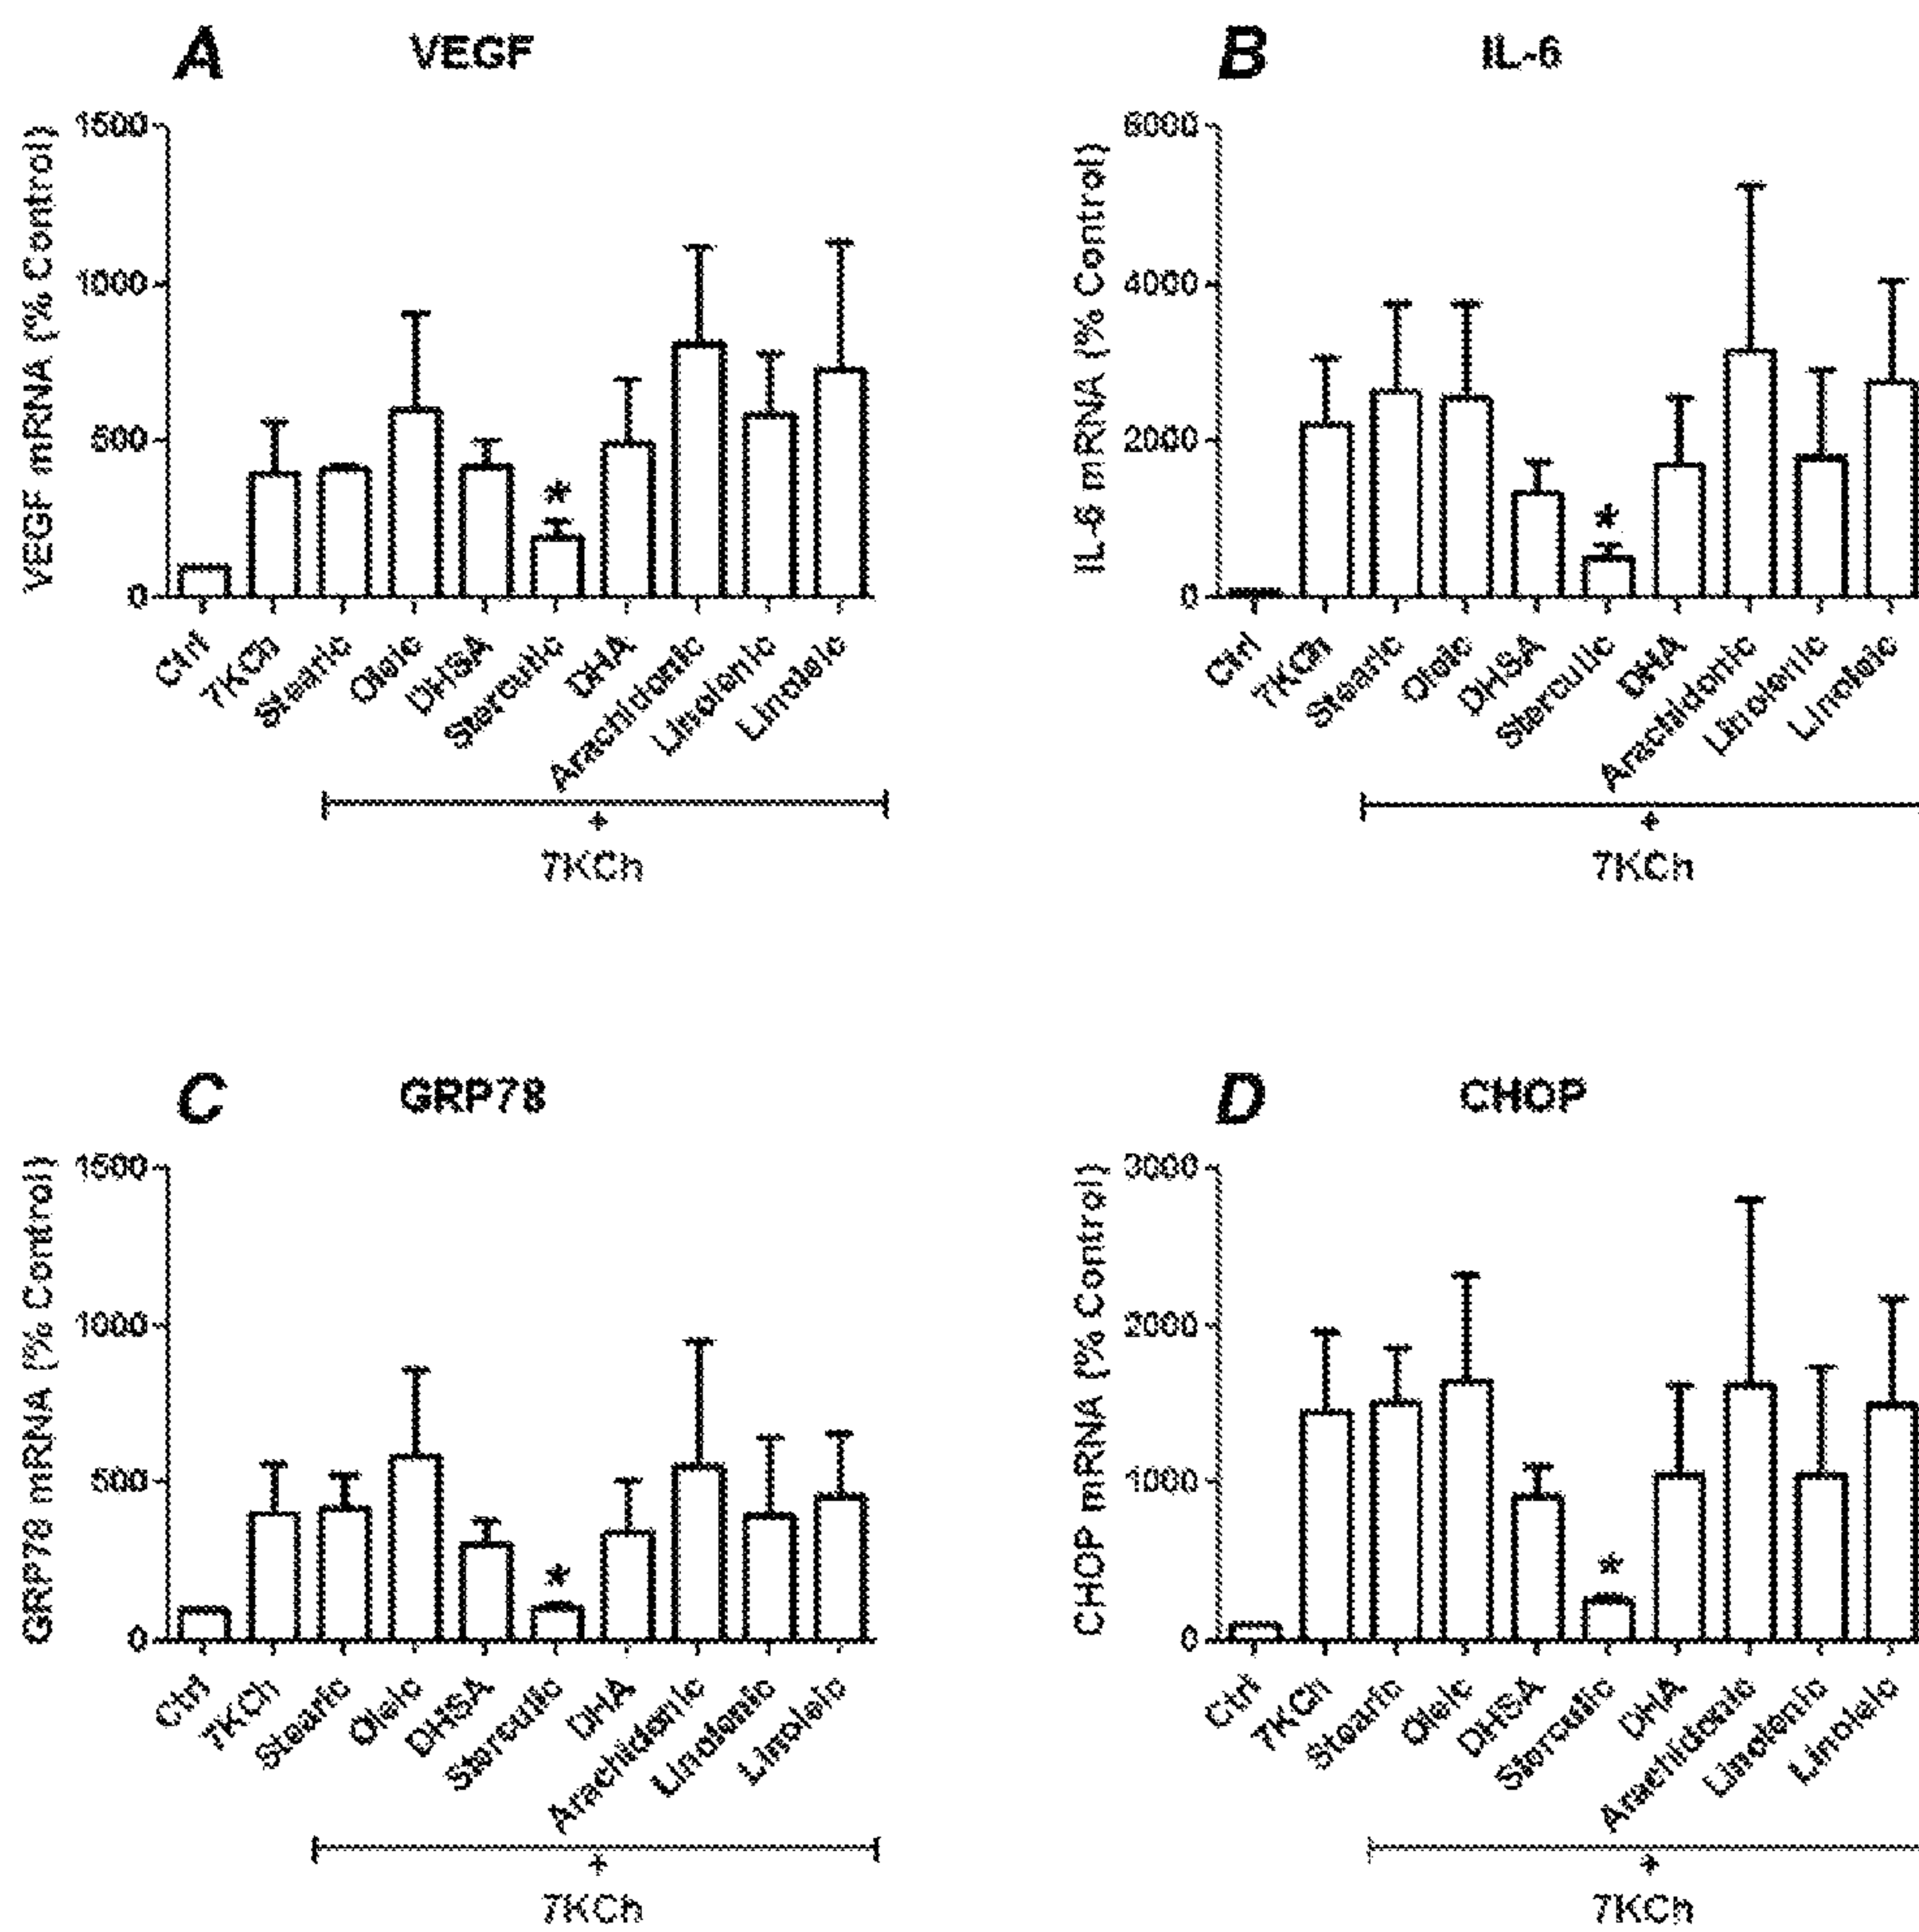 A VEGF
VEGF mRNA (% Control)
1500
1000
500
0
Ctrl
7KCh
Stearic
Oleic
DHSA
Sterculic
DHA
Arachidonic
Linolenic
Linoleic
*
+
7KCh
B IL-6
IL-6 mRNA (% Control)
6000
4000
2000
0
Ctrl
7KCh
Stearic
Oleic
DHSA
Sterculic
DHA
Arachidonic
Linolenic
Linoleic
*
+
7KCh
C GRP78
GRP78 mRNA (% Control)
1500
1000
500
0
Ctrl
7KCh
Stearic
Oleic
DHSA
Sterculic
DHA
Arachidonic
Linolenic
Linoleic
*
+
7KCh
D CHOP
CHOP mRNA (% Control)
3000
2000
1000
0
Ctrl
7KCh
Stearic
Oleic
DHSA
Sterculic
DHA
Arachidonic
Linolenic
Linoleic
*
+
7KCh